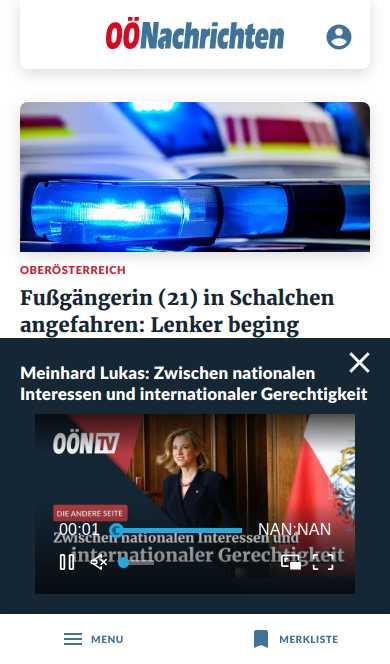 OÖNachrichten
OBERÖSTERREICH
Fußgängerin (21) in Schalchen
angefahren: Lenker beging
Meinhard Lukas: Zwischen nationalen
Interessen und internationaler Gerechtigkeit
OÖN TV
DIE ANDERE SEITE
00:01
NAN:NAN
Zwischen nationalen Interessen und
internationaler Gerechtigkeit
MENU
MERKLISTE